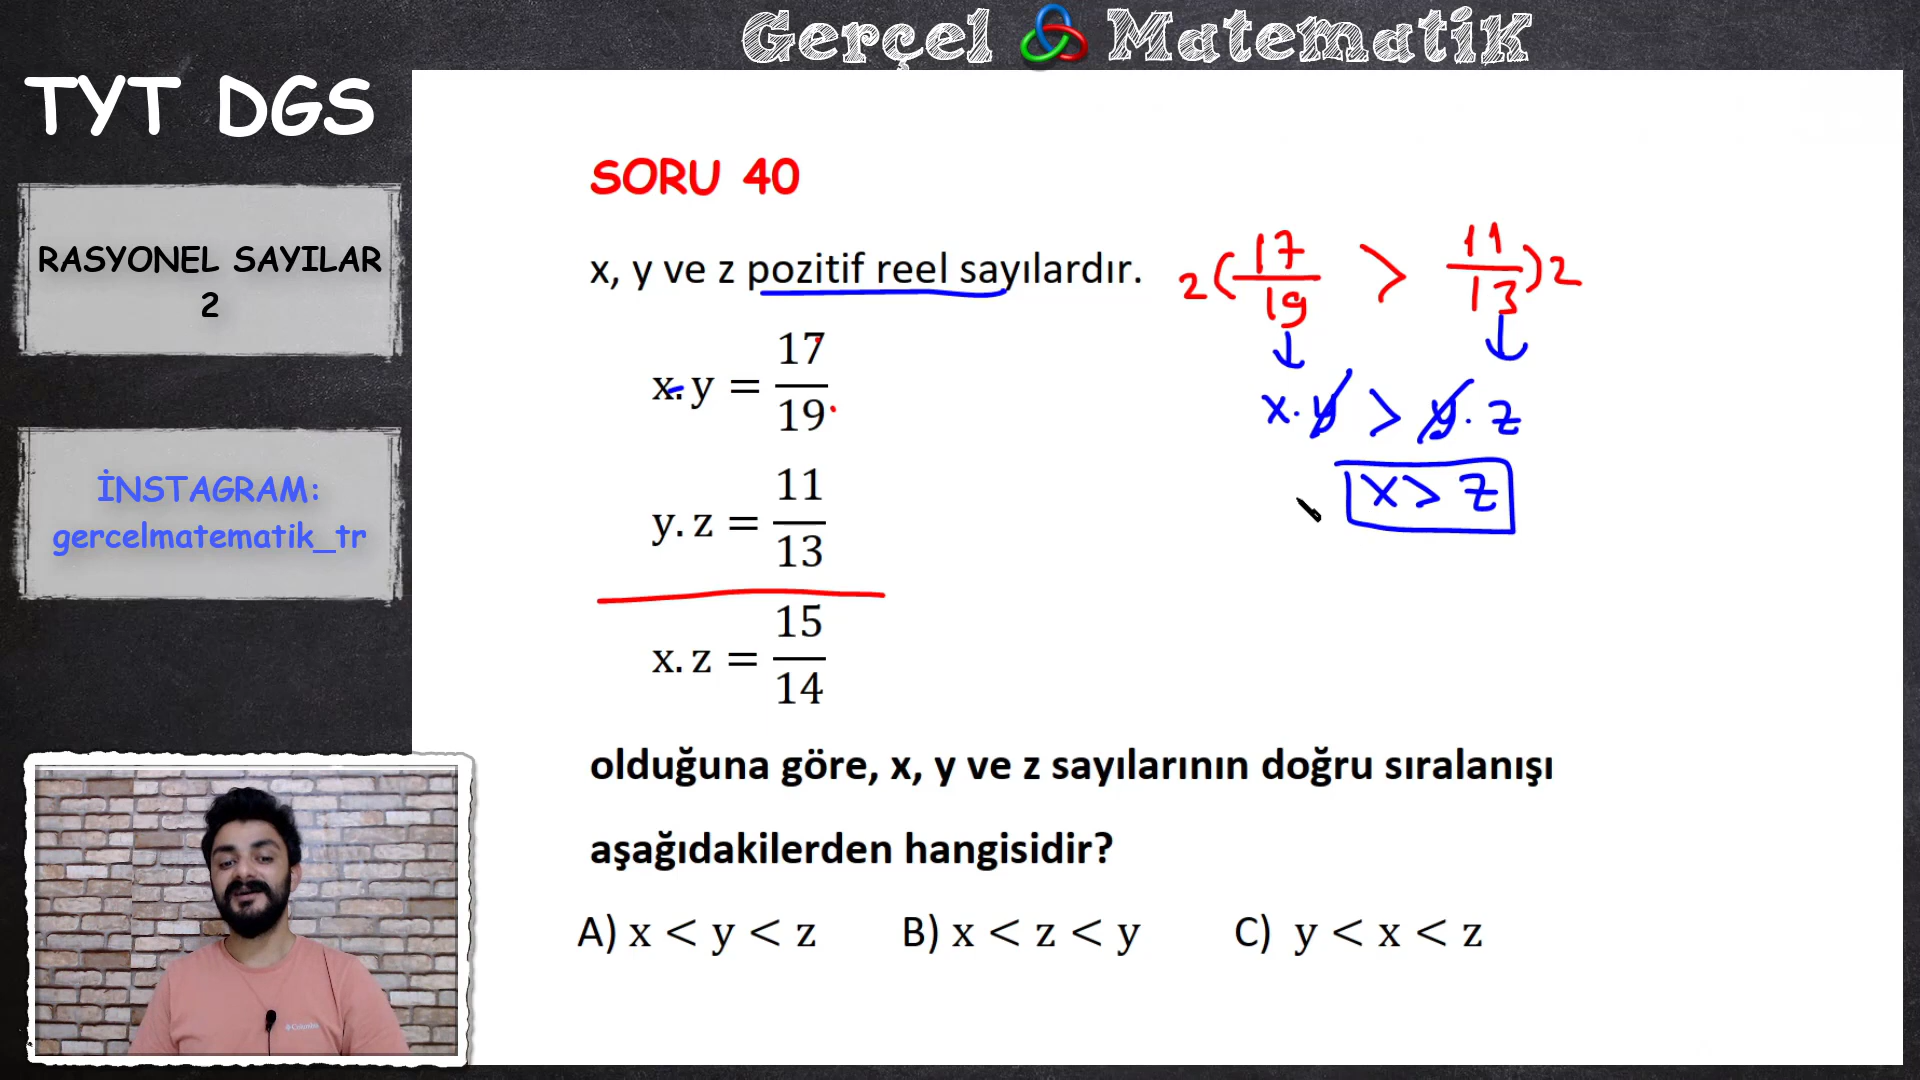 Gerçel Matematik
TYT DGS
RASYONEL SAYILAR
2
İNSTAGRAM:
gercelmatematik_tr
SORU 40
x, y ve z pozitif reel sayılardır.
x. y = 17/19
y. z = 11/13
x. z = 15/14
2(17/19 > 11/13)2
x. y > y. z
x > z
olduğuna göre, x, y ve z sayılarının doğru sıralanışı
aşağıdakilerden hangisidir?
A) x < y < z B) x < z < y C) y < x < z
Columbia